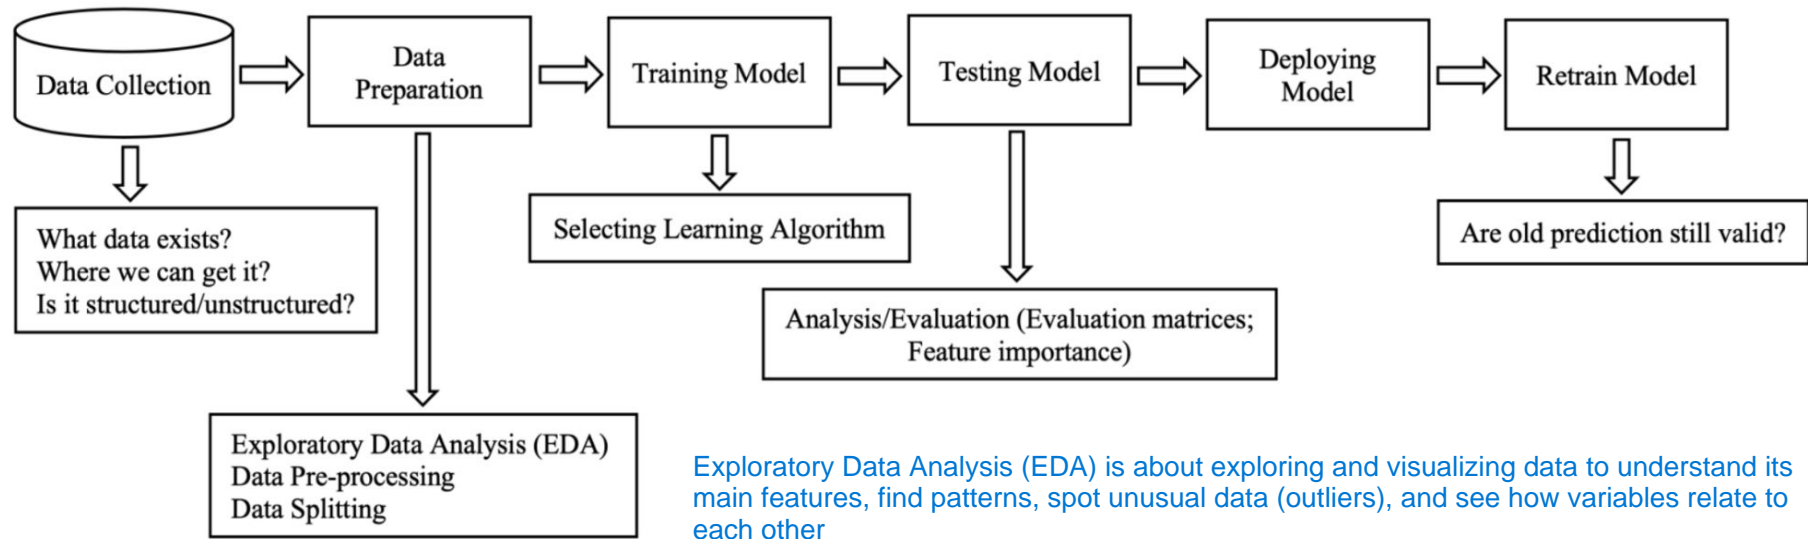 Data Collection
Data
Preparation
Training Model
Testing Model
Deploying
Model
Retrain Model
What data exists?
Where we can get it?
Is it structured/unstructured?
Selecting Learning Algorithm
Are old prediction still valid?
Analysis/Evaluation (Evaluation matrices;
Feature importance)
Exploratory Data Analysis (EDA)
Data Pre-processing
Data Splitting
Exploratory Data Analysis (EDA) is about exploring and visualizing data to understand its
main features, find patterns, spot unusual data (outliers), and see how variables relate to
each other